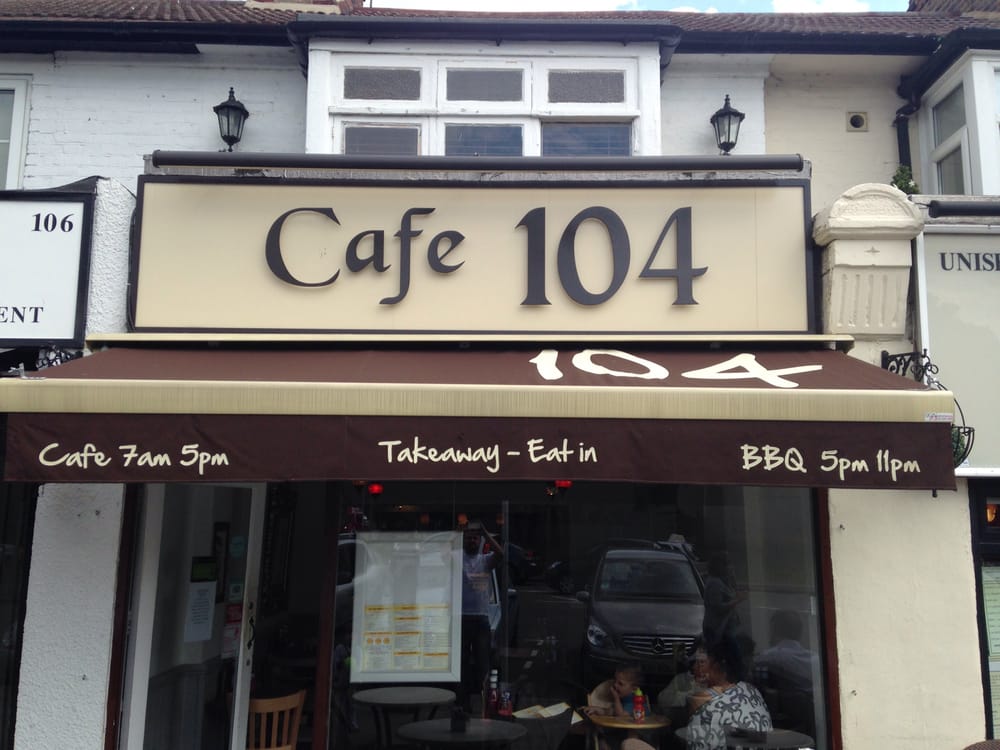 106
ENT
Cafe 104
UNISE
104
Cafe 7am 5pm
Takeaway - Eat in
BBQ 5pm 11pm